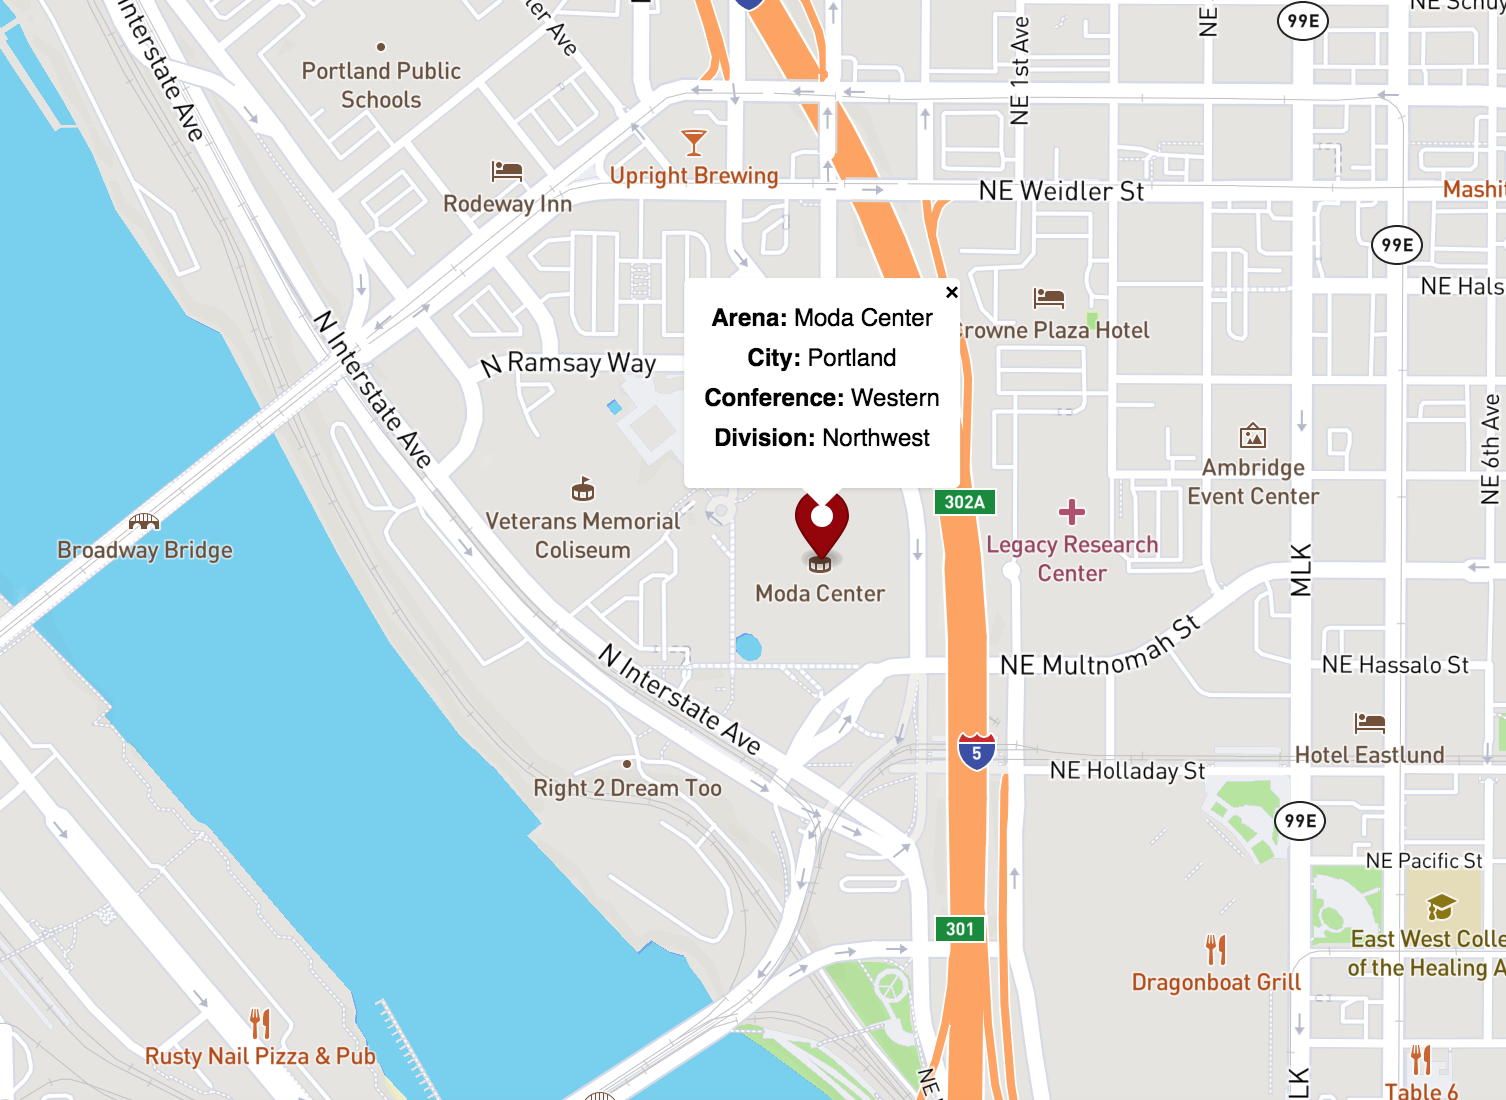 NE Schuy
99E
NE
NE 1st Ave
ler Ave
Interstate Ave
Portland Public
Schools
Upright Brewing
Rodeway Inn
NE Weidler St
Mashit
99E
NE Hals
Crowne Plaza Hotel
×
Arena: Moda Center
City: Portland
Conference: Western
Division: Northwest
N Ramsay Way
N Interstate Ave
NE 6th Ave
Ambridge
Event Center
302A
Veterans Memorial
Coliseum
Broadway Bridge
Legacy Research
Center
MLK
Moda Center
NE Multnomah St
NE Hassalo St
N Interstate Ave
Hotel Eastlund
5
NE Holladay St
Right 2 Dream Too
99E
NE Pacific St
301
East West Colle
of the Healing A
Dragonboat Grill
Rusty Nail Pizza & Pub
NE
LK
Table 6